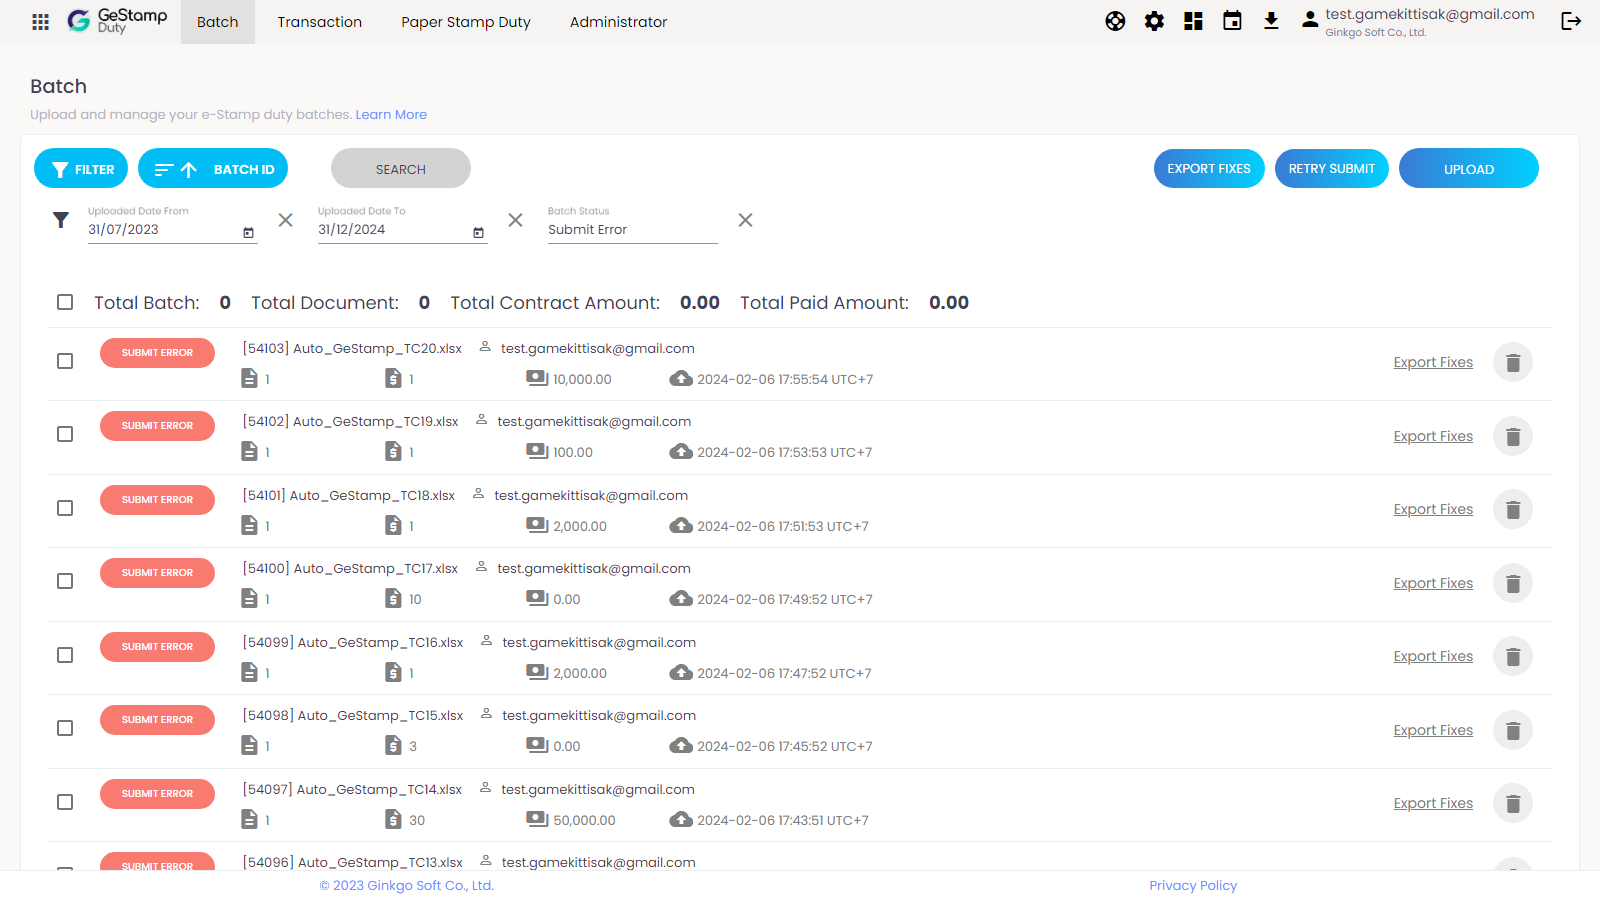 GeStamp Duty
Batch
Transaction
Paper Stamp Duty
Administrator
test.gamekittisak@gmail.com
Ginkgo Soft Co., Ltd.
Batch
Upload and manage your e-Stamp duty batches. Learn More
FILTER
BATCH ID
SEARCH
EXPORT FIXES
RETRY SUBMIT
UPLOAD
Uploaded Date From
31/07/2023
Uploaded Date To
31/12/2024
Batch Status
Submit Error
Total Batch: 0 Total Document: 0 Total Contract Amount: 0.00 Total Paid Amount: 0.00
SUBMIT ERROR
[54103] Auto_GeStamp_TC20.xlsx test.gamekittisak@gmail.com
1 1 10,000.00 2024-02-06 17:55:54 UTC+7
Export Fixes
SUBMIT ERROR
[54102] Auto_GeStamp_TC19.xlsx test.gamekittisak@gmail.com
1 1 100.00 2024-02-06 17:53:53 UTC+7
Export Fixes
SUBMIT ERROR
[54101] Auto_GeStamp_TC18.xlsx test.gamekittisak@gmail.com
1 1 2,000.00 2024-02-06 17:51:53 UTC+7
Export Fixes
SUBMIT ERROR
[54100] Auto_GeStamp_TC17.xlsx test.gamekittisak@gmail.com
1 10 0.00 2024-02-06 17:49:52 UTC+7
Export Fixes
SUBMIT ERROR
[54099] Auto_GeStamp_TC16.xlsx test.gamekittisak@gmail.com
1 1 2,000.00 2024-02-06 17:47:52 UTC+7
Export Fixes
SUBMIT ERROR
[54098] Auto_GeStamp_TC15.xlsx test.gamekittisak@gmail.com
1 3 0.00 2024-02-06 17:45:52 UTC+7
Export Fixes
SUBMIT ERROR
[54097] Auto_GeStamp_TC14.xlsx test.gamekittisak@gmail.com
1 30 50,000.00 2024-02-06 17:43:51 UTC+7
Export Fixes
SUBMIT ERROR
[54096] Auto_GeStamp_TC13.xlsx test.gamekittisak@gmail.com
© 2023 Ginkgo Soft Co., Ltd.
Privacy Policy